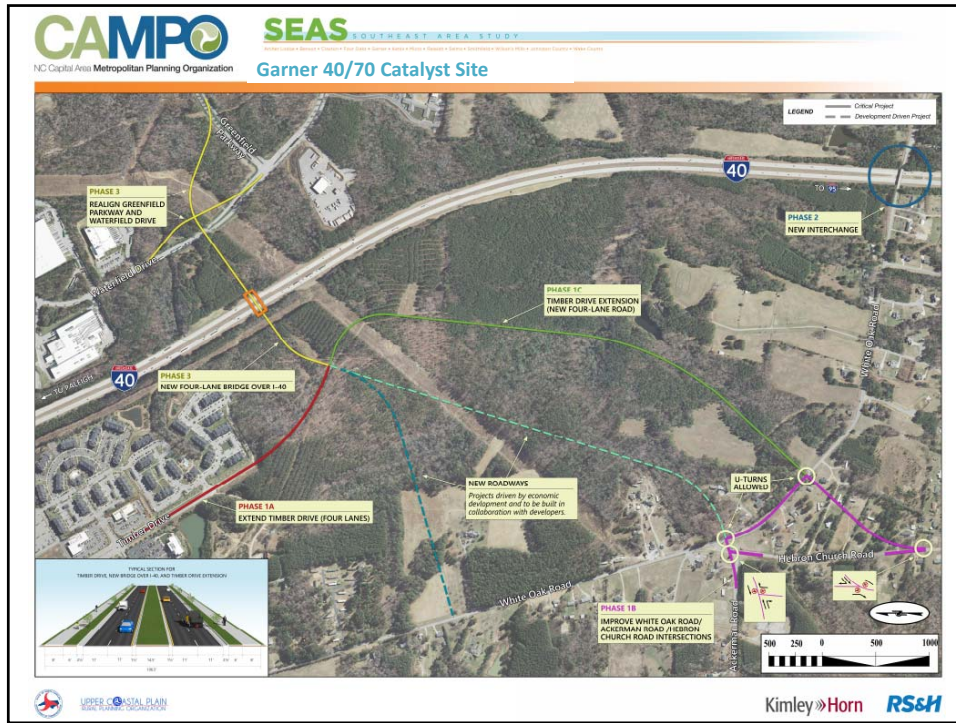 CAMPO
NC Capital Area Metropolitan Planning Organization
SEAS
SOUTHEAST AREA STUDY
Garner 40/70 Catalyst Site
LEGEND
Critical Project
Development Driven Project
Greenfield
Parkway
40
TO 95
PHASE 3
REALIGN GREENFIELD
PARKWAY AND
WATERFIELD DRIVE
PHASE 2
NEW INTERCHANGE
Waterfield Drive
PHASE 1C
TIMBER DRIVE EXTENSION
(NEW FOUR-LANE ROAD)
White Oak Road
TO RALEIGH
40
PHASE 3
NEW FOUR-LANE BRIDGE OVER I-40
U-TURNS
ALLOWED
NEW ROADWAYS
Projects driven by economic
devlopment and to be built in
collaboration with developers.
PHASE 1A
EXTEND TIMBER DRIVE (FOUR LANES)
Timber Drive
Hebron Church Road
White Oak Road
Ackerman Road
PHASE 1B
IMPROVE WHITE OAK ROAD/
ACKERMAN ROAD /HEBRON
CHURCH ROAD INTERSECTIONS
TYPICAL SECTION FOR
TIMBER DRIVE, NEW BRIDGE OVER I-40, AND TIMBER DRIVE EXTENSION
500 250 0 500 1000
UPPER COASTAL PLAIN
RURAL PLANNING ORGANIZATION
Kimley»Horn
RS&H